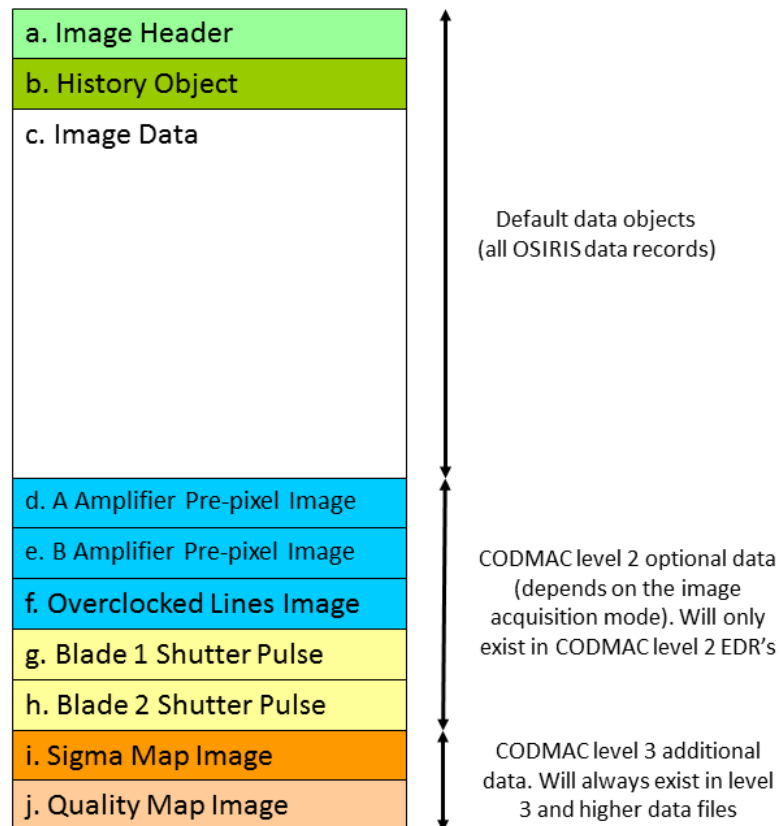 a. Image Header
b. History Object
c. Image Data
Default data objects
(all OSIRIS data records)
d. A Amplifier Pre-pixel Image
e. B Amplifier Pre-pixel Image
f. Overclocked Lines Image
g. Blade 1 Shutter Pulse
h. Blade 2 Shutter Pulse
CODMAC level 2 optional data
(depends on the image
acquisition mode). Will only
exist in CODMAC level 2 EDR’s
i. Sigma Map Image
j. Quality Map Image
CODMAC level 3 additional
data. Will always exist in level
3 and higher data files